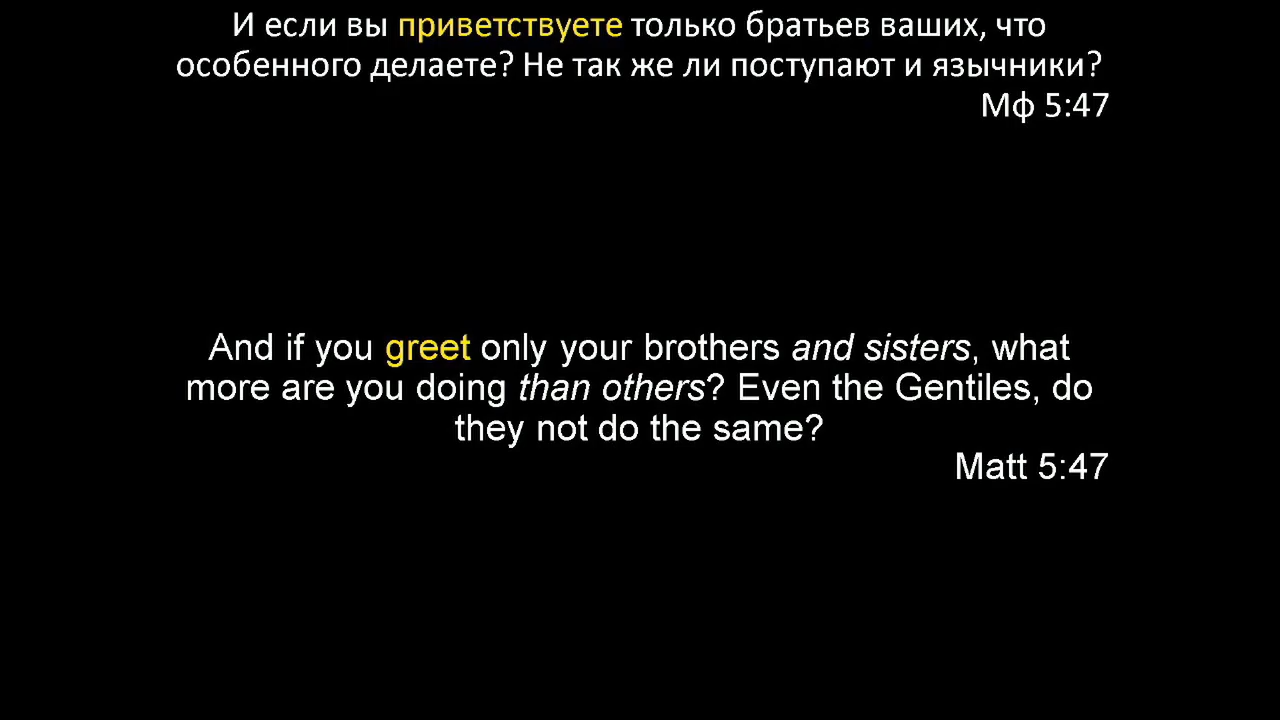 И если вы приветствуете только братьев ваших, что
особенного делаете? Не так же ли поступают и язычники?
Мф 5:47
And if you greet only your brothers and sisters, what
more are you doing than others? Even the Gentiles, do
they not do the same?
Matt 5:47